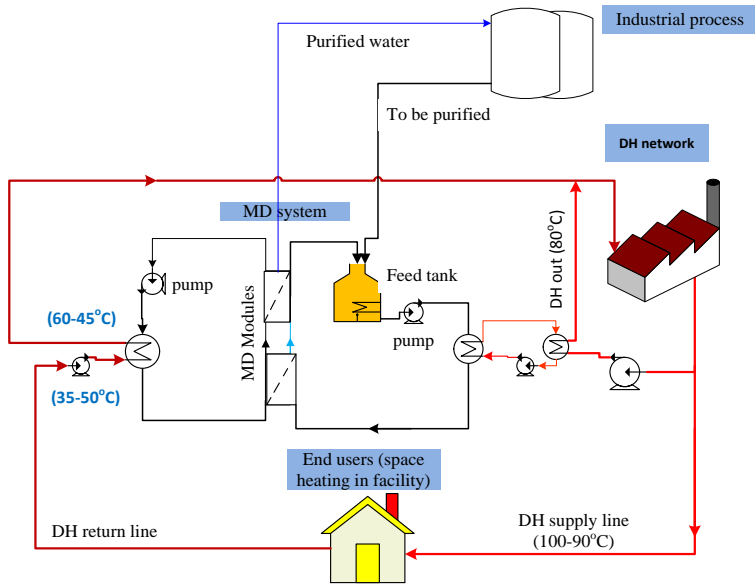 Industrial process
Purified water
To be purified
DH network
MD system
DH out (80°C)
Feed tank
pump
MD Modules
pump
(60-45°C)
(35-50°C)
End users (space
heating in facility)
DH return line
DH supply line
(100-90°C)